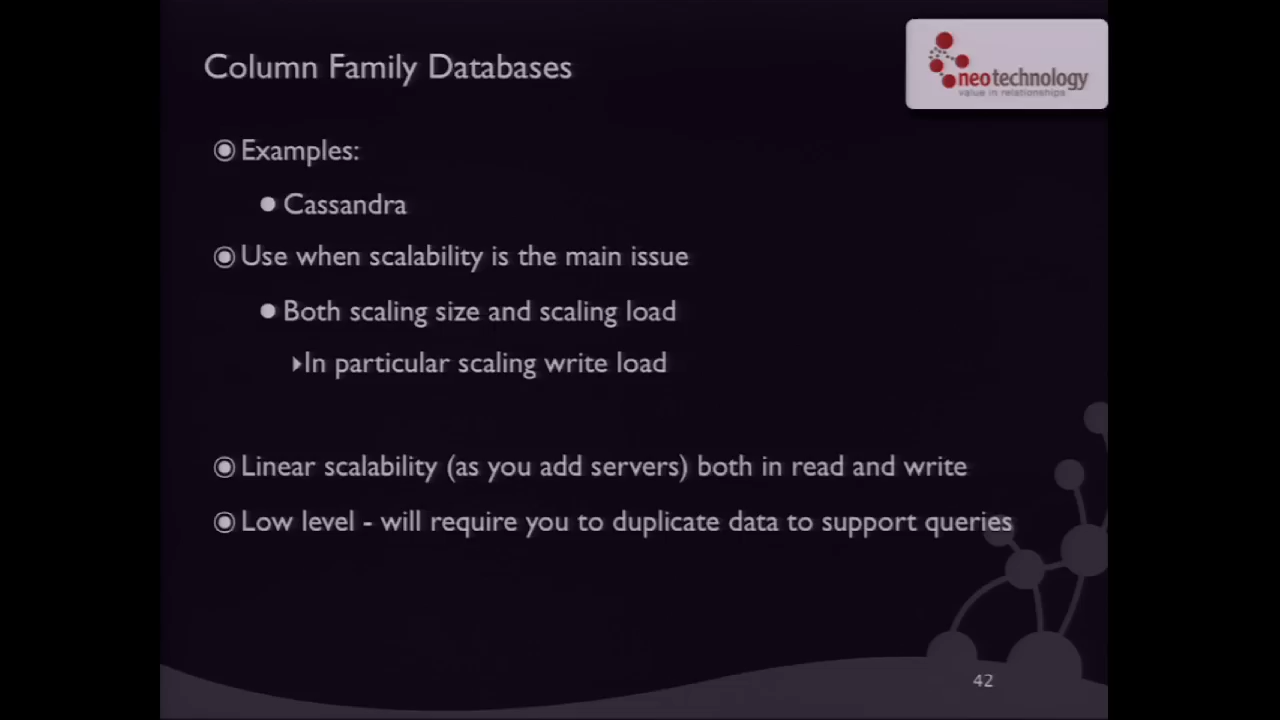 Column Family Databases
neotechnology
value in relationships
Examples:
Cassandra
Use when scalability is the main issue
Both scaling size and scaling load
In particular scaling write load
Linear scalability (as you add servers) both in read and write
Low level - will require you to duplicate data to support queries
42